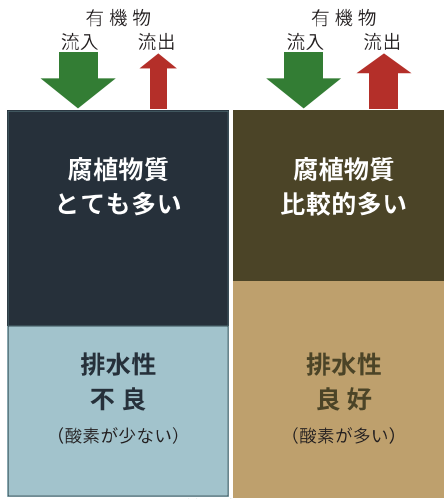 有機物
流入 流出
腐植物質
とても多い
排水性
不良
（酸素が少ない）
有機物
流入 流出
腐植物質
比較的多い
排水性
良好
（酸素が多い）